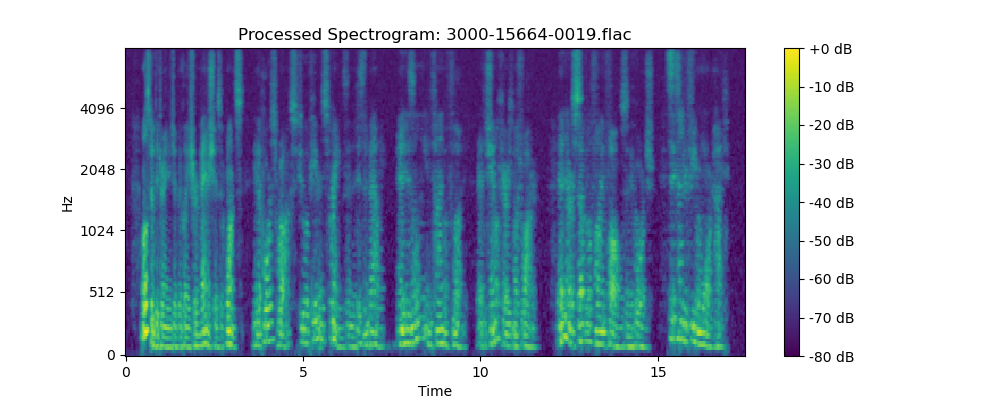 Processed Spectrogram: 3000-15664-0019.flac
+0 dB
4096
-10 dB
-20 dB
2048
-30 dB
Hz
1024
-40 dB
-50 dB
512
-60 dB
-70 dB
0
-80 dB
0 5 10 15
Time